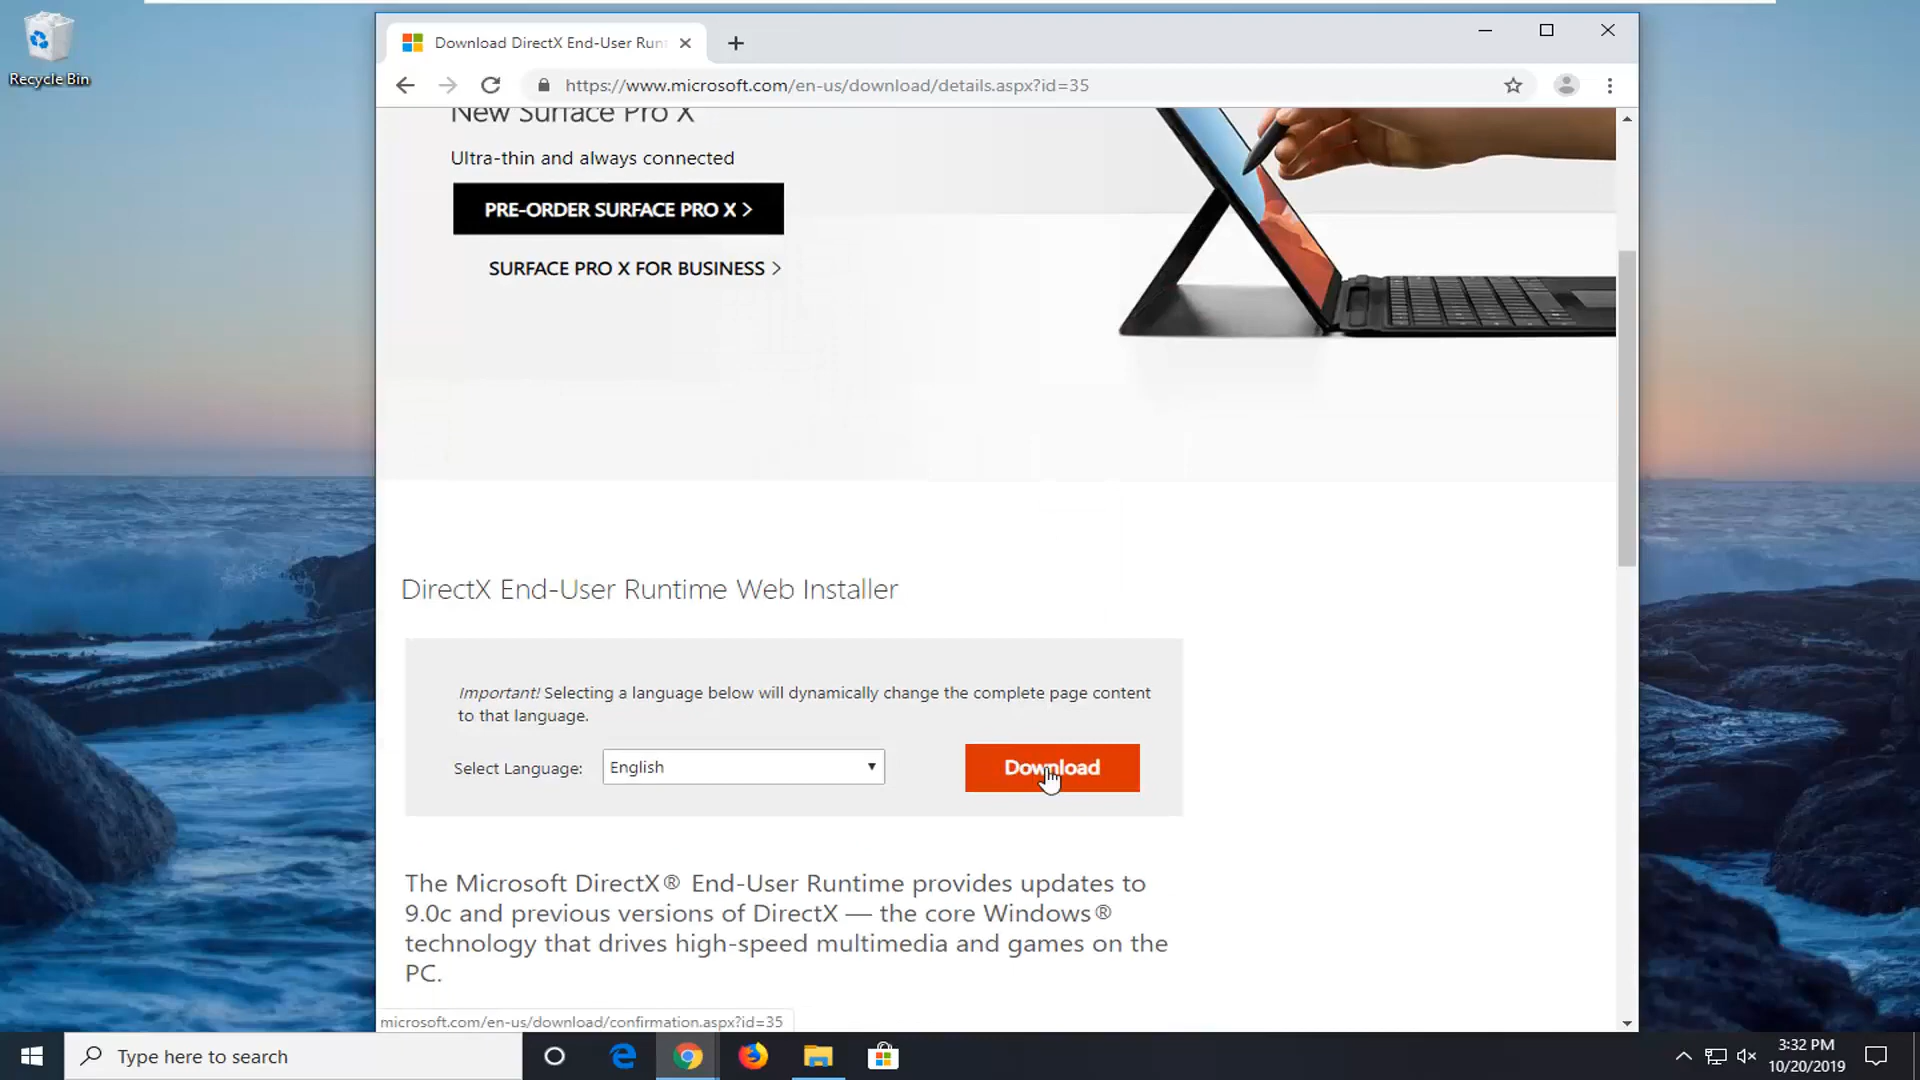 Recycle Bin
Download DirectX End-User Run
https://www.microsoft.com/en-us/download/details.aspx?id=35
New Surface Pro X
Ultra-thin and always connected
PRE-ORDER SURFACE PRO X >
SURFACE PRO X FOR BUSINESS >
DirectX End-User Runtime Web Installer
Important! Selecting a language below will dynamically change the complete page content
to that language.
Select Language:
English
Download
The Microsoft DirectX® End-User Runtime provides updates to
9.0c and previous versions of DirectX — the core Windows®
technology that drives high-speed multimedia and games on the
PC.
microsoft.com/en-us/download/confirmation.aspx?id=35
Type here to search
3:32 PM
10/20/2019